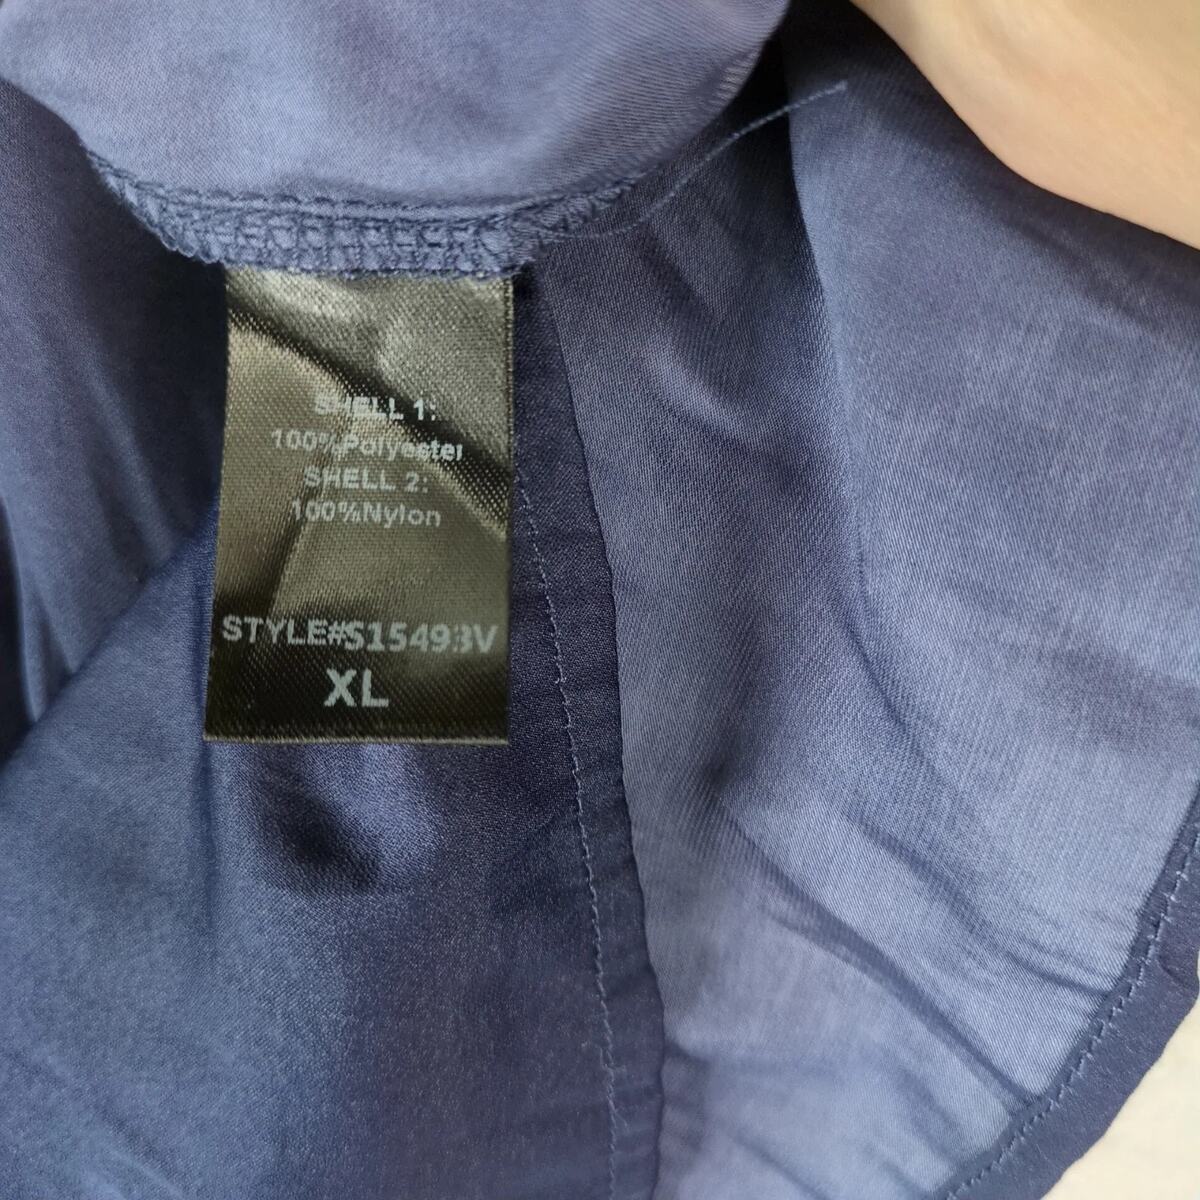 SHELL 1:
100%Polyester
SHELL 2:
100%Nylon
STYLE#S15493V
XL